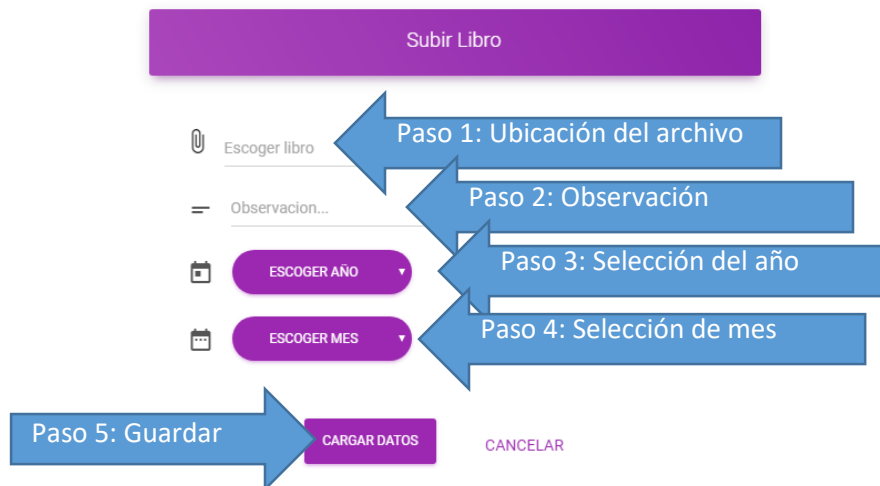 Subir Libro
Escoger libro
Paso 1: Ubicación del archivo
Observacion...
Paso 2: Observación
ESCOGER AÑO
Paso 3: Selección del año
ESCOGER MES
Paso 4: Selección de mes
Paso 5: Guardar
CARGAR DATOS
CANCELAR